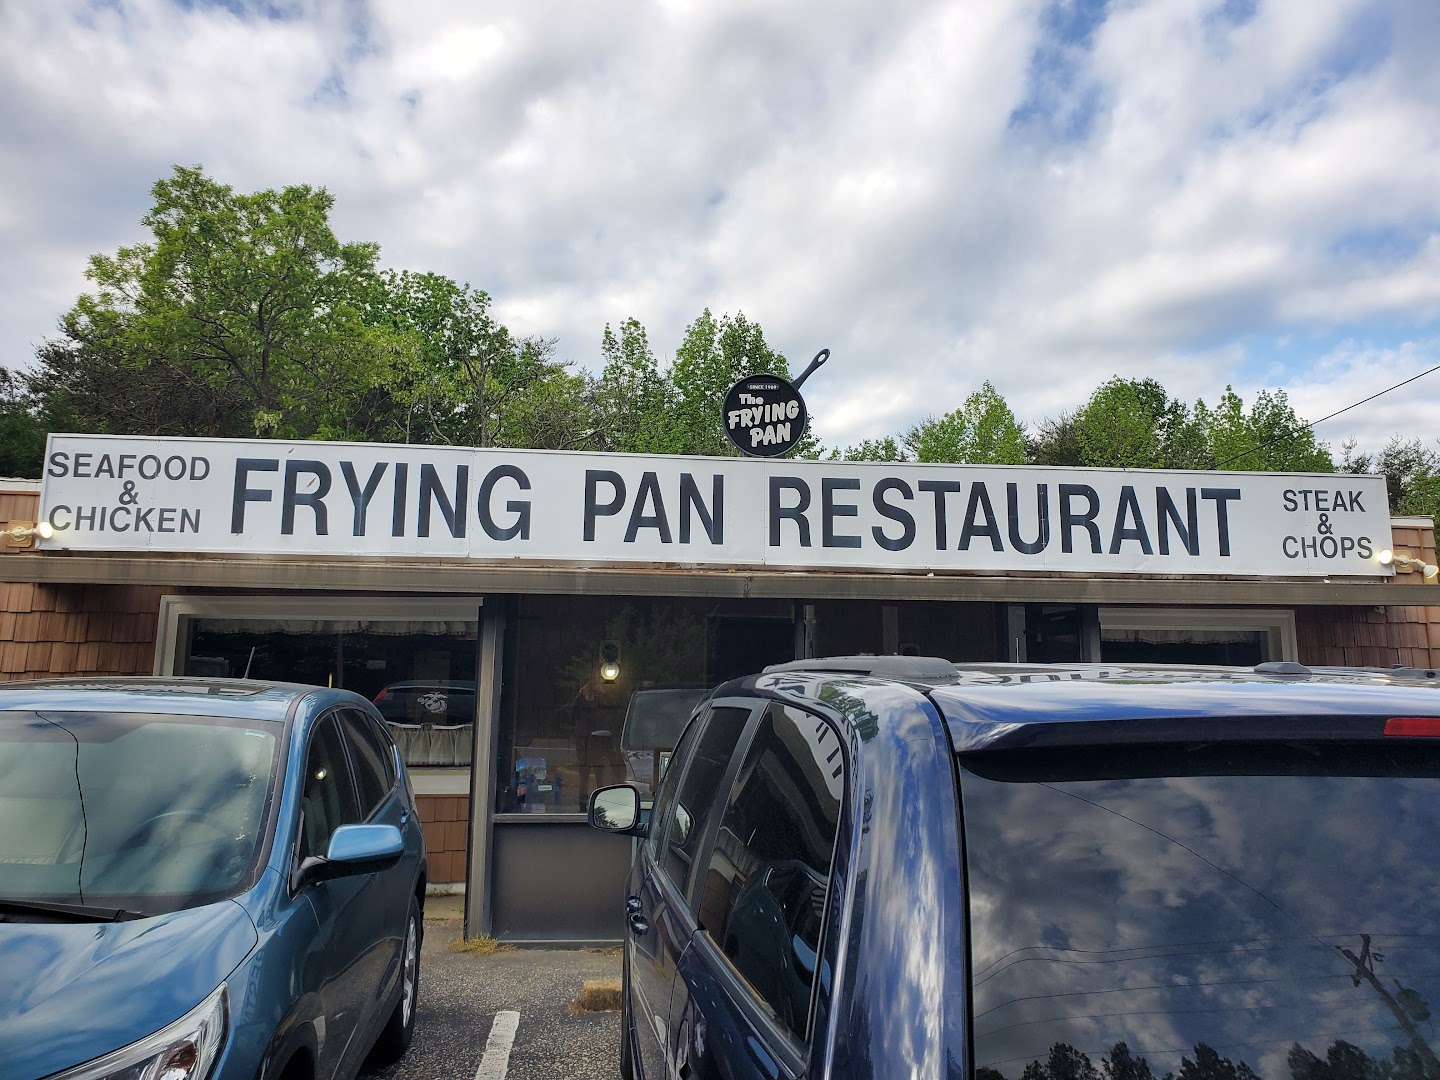 SINCE 1969
The
FRYING
PAN
SEAFOOD
&
CHICKEN
FRYING PAN RESTAURANT
STEAK
&
CHOPS